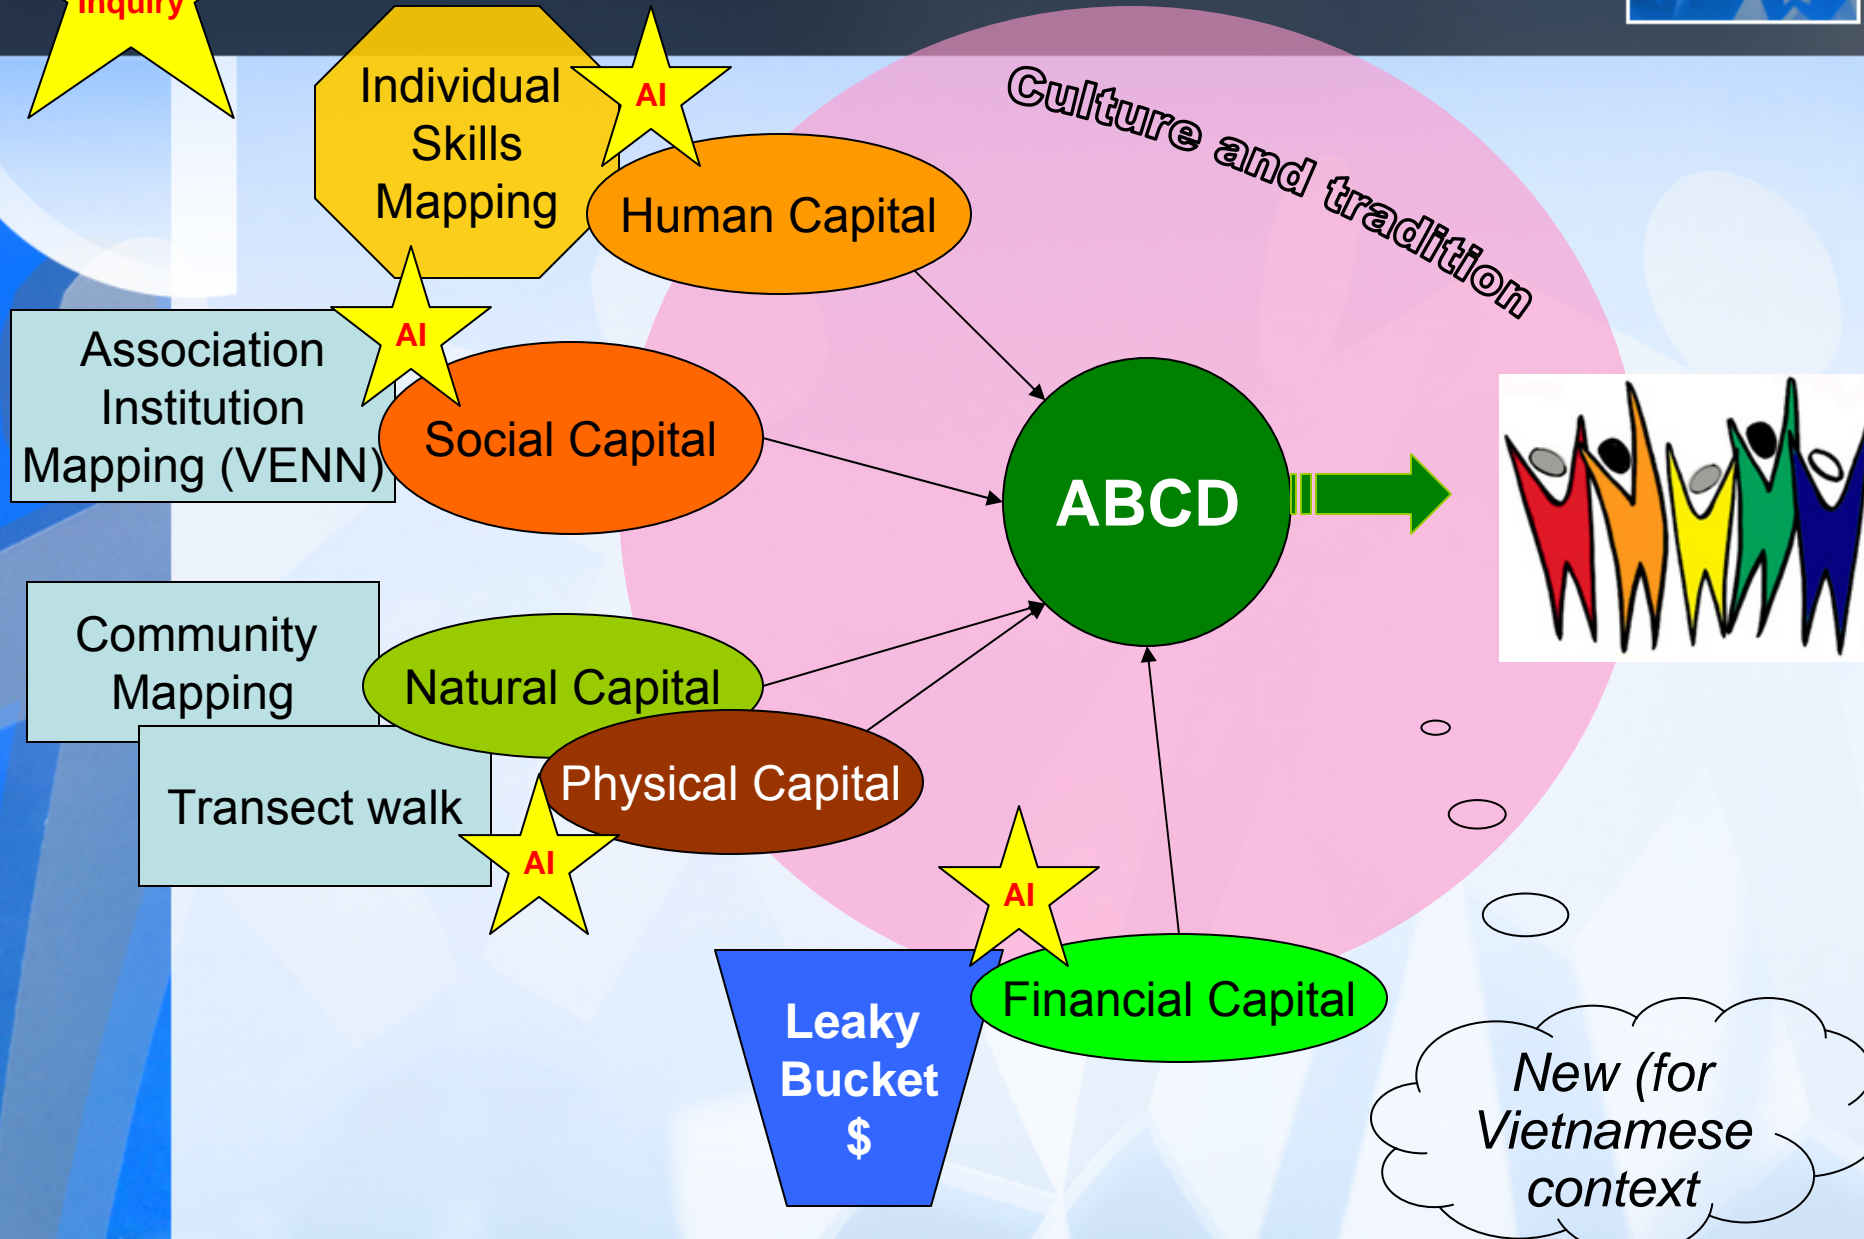 Inquiry
Individual
Skills
Mapping
AI
Human Capital
Culture and tradition
Association
Institution
Mapping (VENN)
AI
Social Capital
ABCD
Community
Mapping
Natural Capital
Transect walk
Physical Capital
AI
AI
Financial Capital
Leaky
Bucket
$
New (for
Vietnamese
context